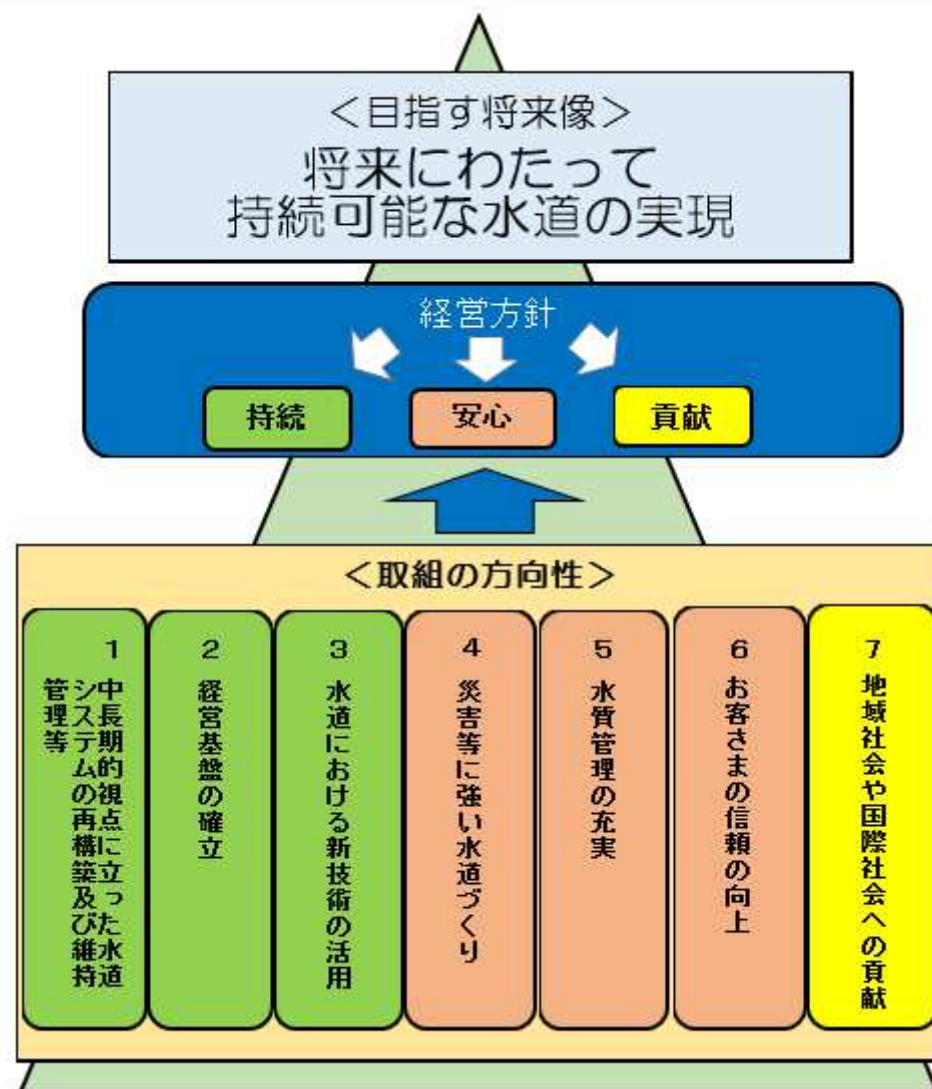 ＜目指す将来像＞
将来にわたって
持続可能な水道の実現
経営方針
持続
安心
貢献
＜取組の方向性＞
1
中長期的視点に立った水道
システムの再構築及び維持
管理等
2
経営基盤の確立
3
水道における新技術の活用
4
災害等に強い水道づくり
5
水質管理の充実
6
お客さまの信頼の向上
7
地域社会や国際社会への貢献